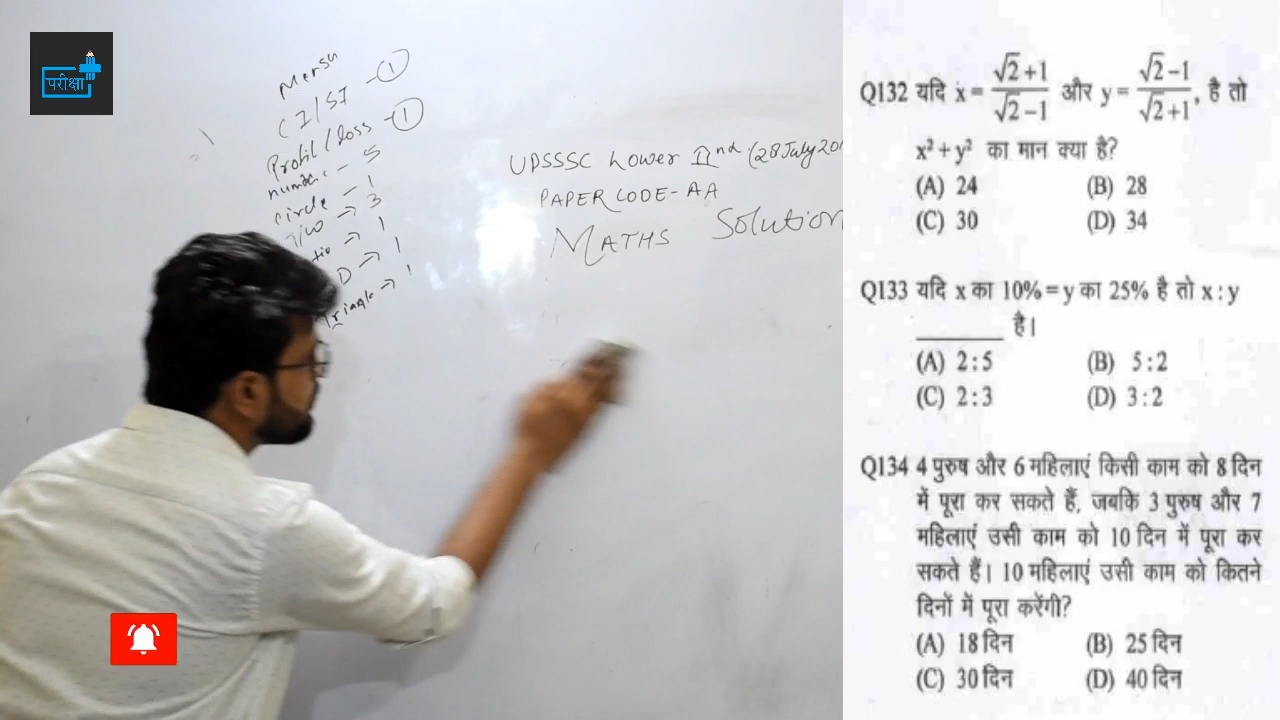 परीक्षा
Mensu
CI/SI - 1
Profit/loss - 1
number - 5
circle - 1
T/W → 3
tio → 1
D → 1
Triangle → 1
UPSSSC Lower IInd (28 July 201
PAPER CODE - AA
MATHS Solution
Q132 यदि x = (√2+1)/(√2−1) और y = (√2−1)/(√2+1), है तो
x² + y² का मान क्या है?
(A) 24 (B) 28
(C) 30 (D) 34
Q133 यदि x का 10% = y का 25% है तो x : y
______ है।
(A) 2 : 5 (B) 5 : 2
(C) 2 : 3 (D) 3 : 2
Q134 4 पुरुष और 6 महिलाएं किसी काम को 8 दिन
में पूरा कर सकते हैं, जबकि 3 पुरुष और 7
महिलाएं उसी काम को 10 दिन में पूरा कर
सकते हैं। 10 महिलाएं उसी काम को कितने
दिनों में पूरा करेंगी?
(A) 18 दिन (B) 25 दिन
(C) 30 दिन (D) 40 दिन